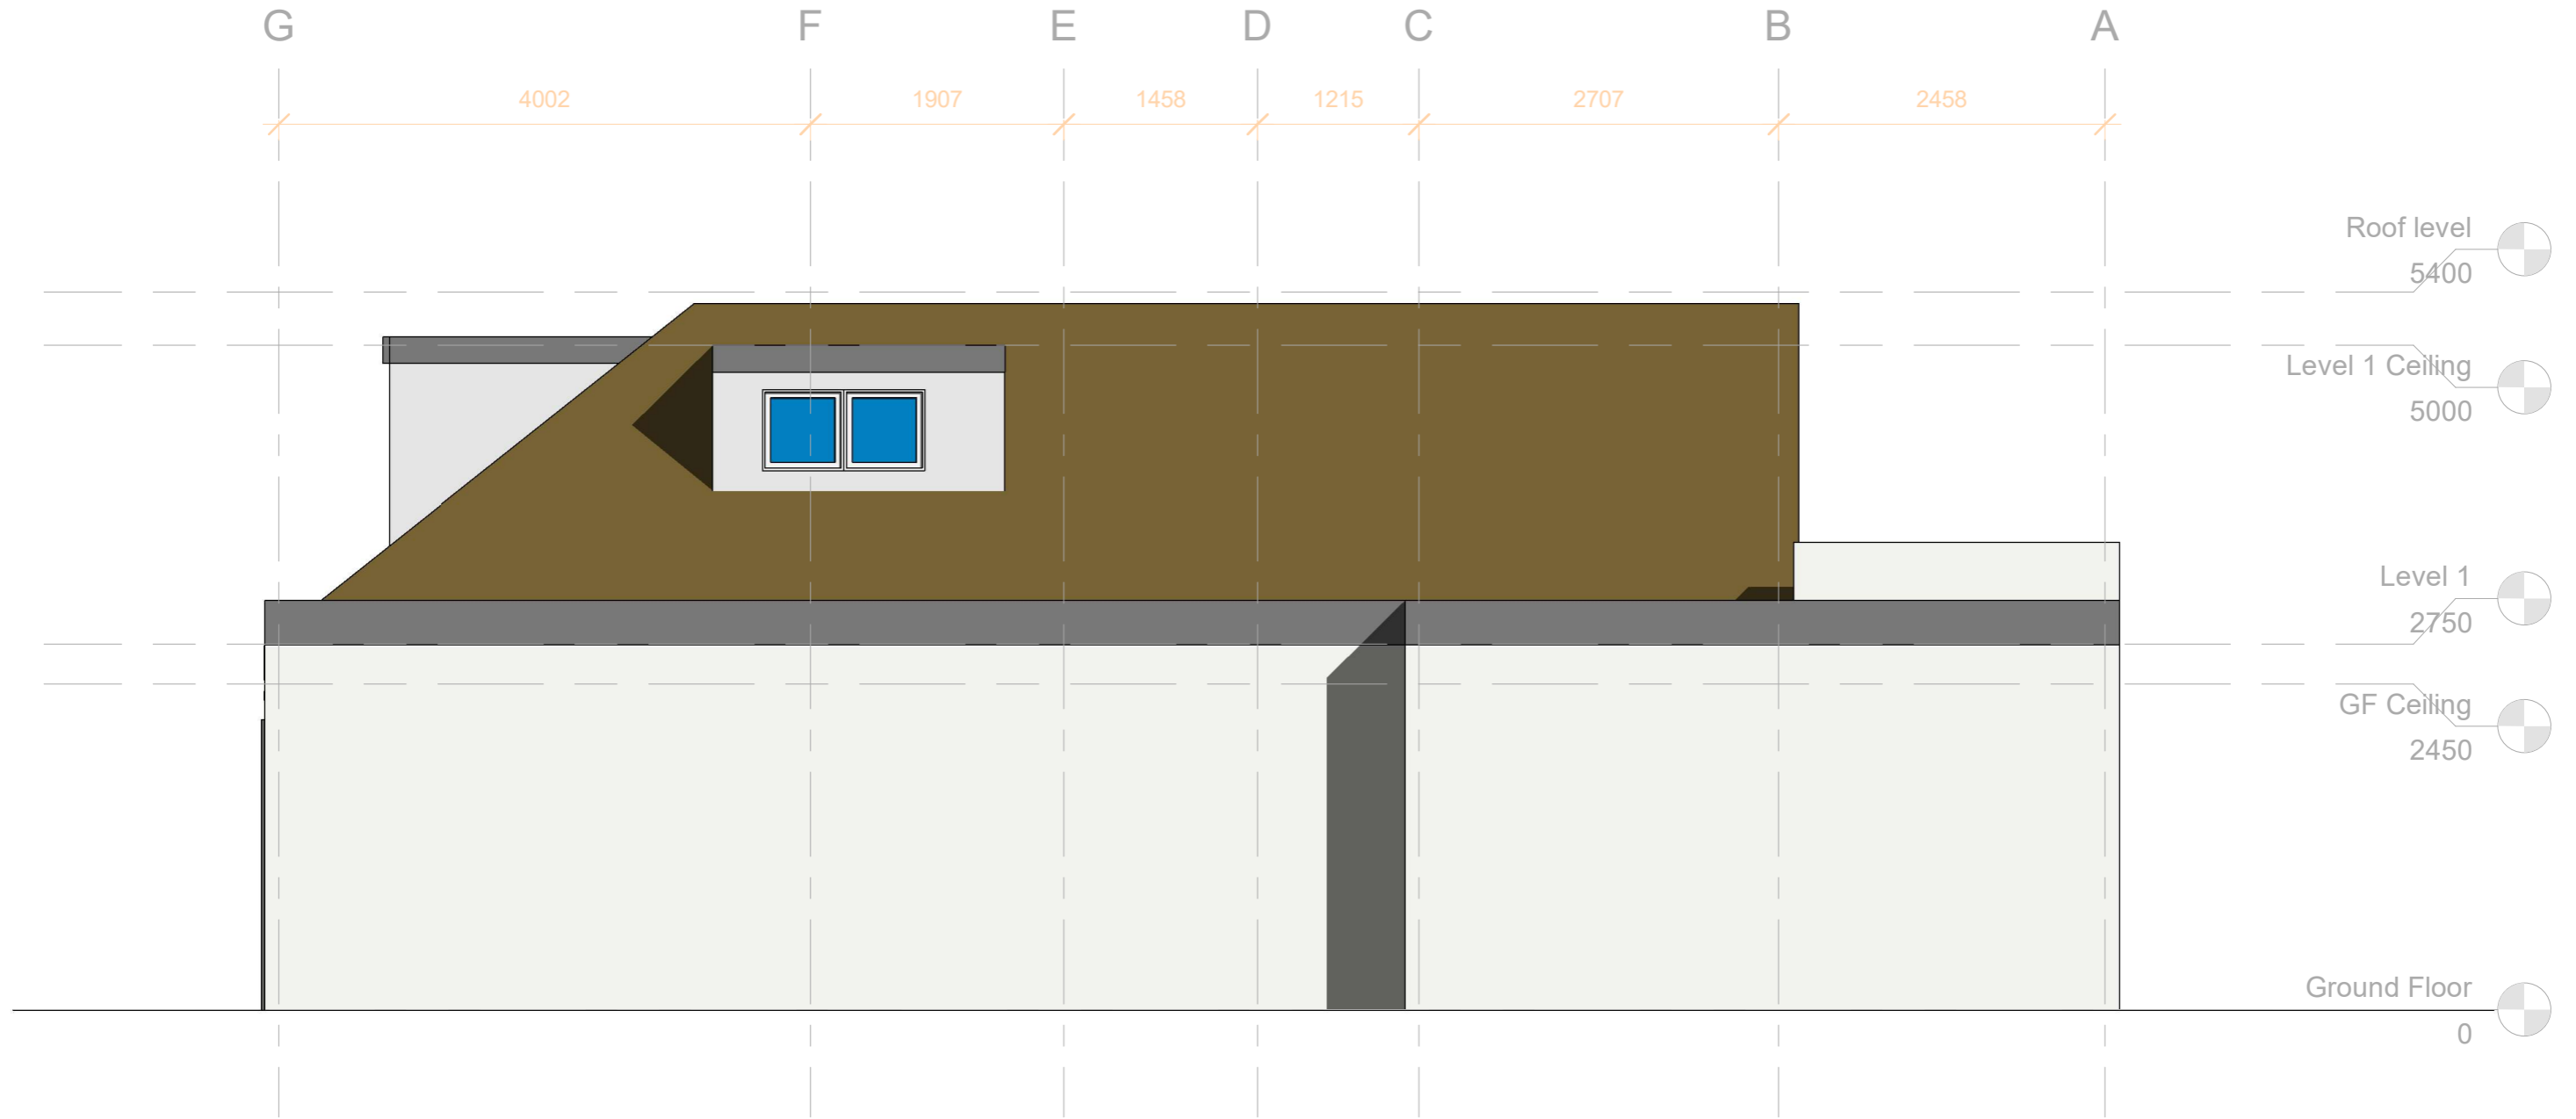 G F E D C B A
4002 1907 1458 1215 2707 2458
Roof level
5400
Level 1 Ceiling
5000
Level 1
2750
GF Ceiling
2450
Ground Floor
0